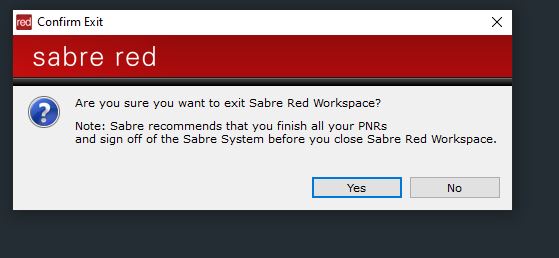 red Confirm Exit
sabre red
Are you sure you want to exit Sabre Red Workspace?
Note: Sabre recommends that you finish all your PNRs
and sign off of the Sabre System before you close Sabre Red Workspace.
Yes No